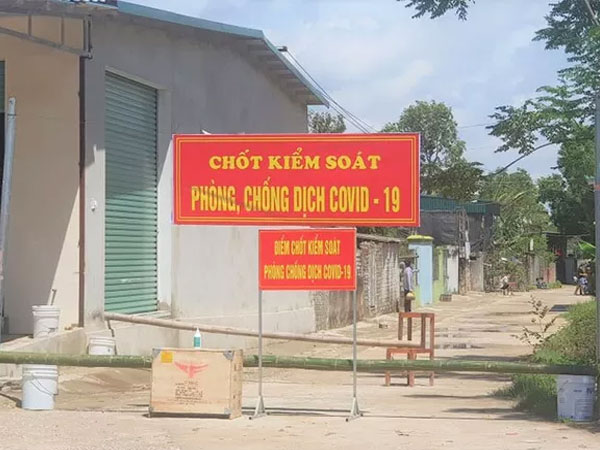 CHỐT KIỂM SOÁT
PHÒNG, CHỐNG DỊCH COVID - 19
ĐIỂM CHỐT KIỂM SOÁT
PHÒNG CHỐNG DỊCH COVID-19